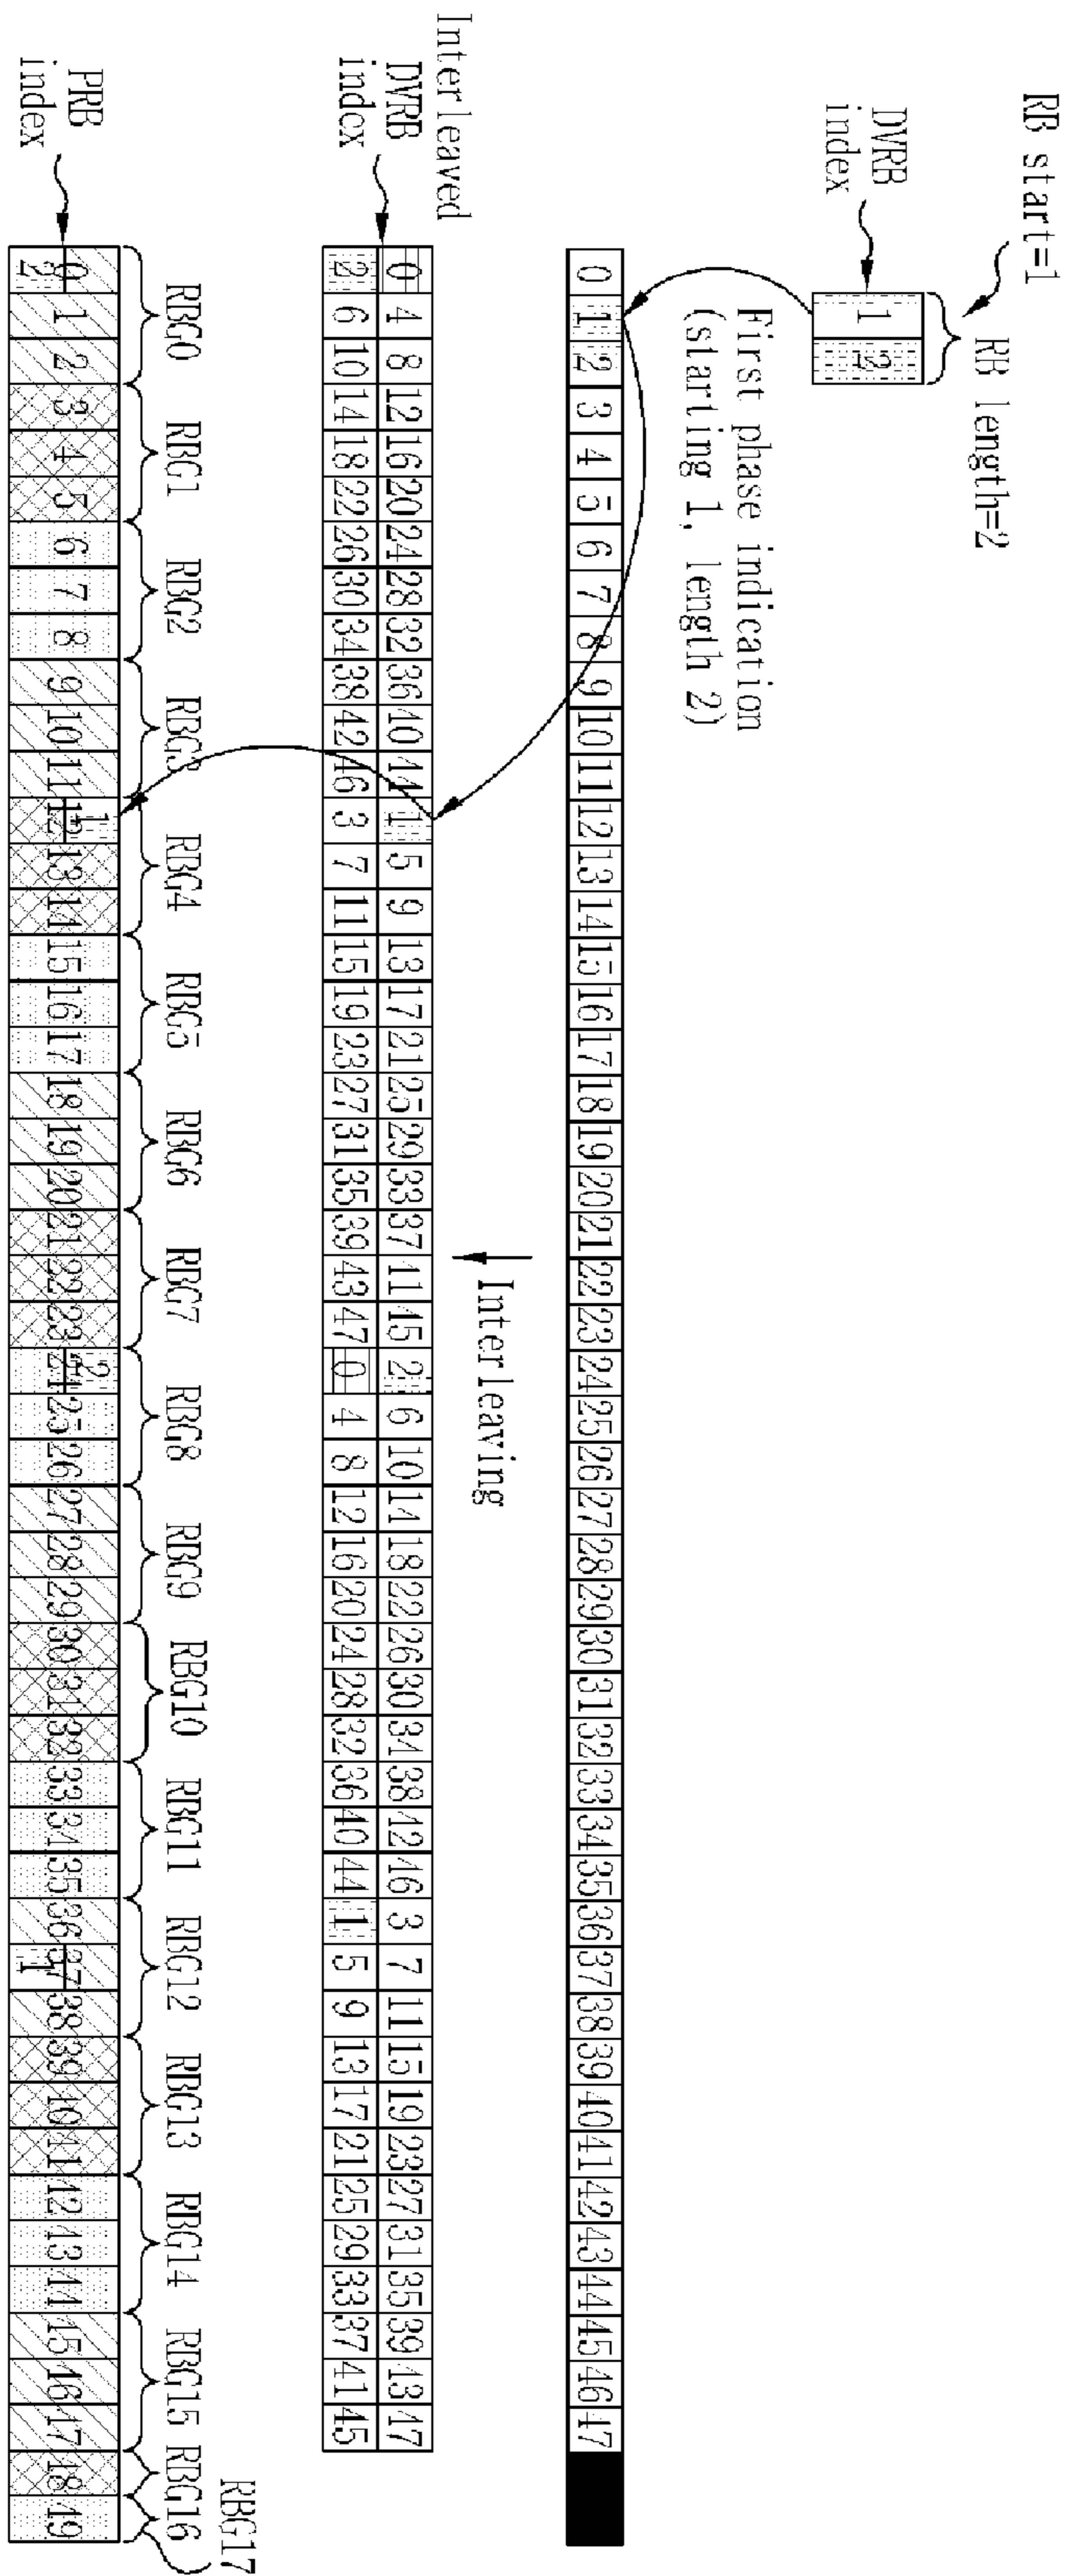 RB start=1
RB length=2
DVRB
index
1 2
First phase indication
(starting 1, length 2)
0 1 2 3 4 5 6 7 8 9 10 11 12 13 14 15 16 17 18 19 20 21 22 23 24 25 26 27 28 29 30 31 32 33 34 35 36 37 38 39 40 41 42 43 44 45 46 47
Interleaving
Interleaved
DVRB
index
0 4 8 12 16 20 24 28 32 36 40 44 1 5 9 13 17 21 25 29 33 37 41 45 2 6 10 14 18 22 26 30 34 38 42 46 3 7 11 15 19 23 27 31 35 39 43 47
2 6 10 14 18 22 26 30 34 38 42 46 3 7 11 15 19 23 27 31 35 39 43 47 0 4 8 12 16 20 24 28 32 36 40 44 1 5 9 13 17 21 25 29 33 37 41 45
RBG17
RBG0 RBG1 RBG2 RBG3 RBG4 RBG5 RBG6 RBG7 RBG8 RBG9 RBG10 RBG11 RBG12 RBG13 RBG14 RBG15 RBG16
PRB
index
1 2
0 1 2 3 4 5 6 7 8 9 10 11 12 13 14 15 16 17 18 19 20 21 22 23 24 25 26 27 28 29 30 31 32 33 34 35 36 37 38 39 40 41 42 43 44 45 46 47 48 49
2 1